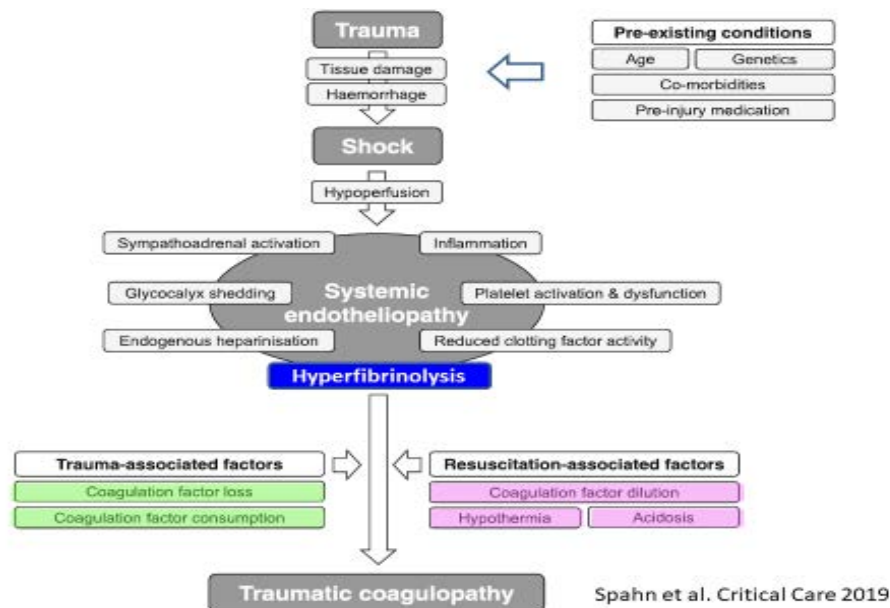 Trauma
Pre-existing conditions
Tissue damage
Age
Genetics
Haemorrhage
Co-morbidities
Pre-injury medication
Shock
Hypoperfusion
Sympathoadrenal activation
Inflammation
Glycocalyx shedding
Systemic
endotheliopathy
Platelet activation & dysfunction
Endogenous heparinisation
Reduced clotting factor activity
Hyperfibrinolysis
Trauma-associated factors
Resuscitation-associated factors
Coagulation factor loss
Coagulation factor dilution
Coagulation factor consumption
Hypothermia
Acidosis
Traumatic coagulopathy
Spahn et al. Critical Care 2019